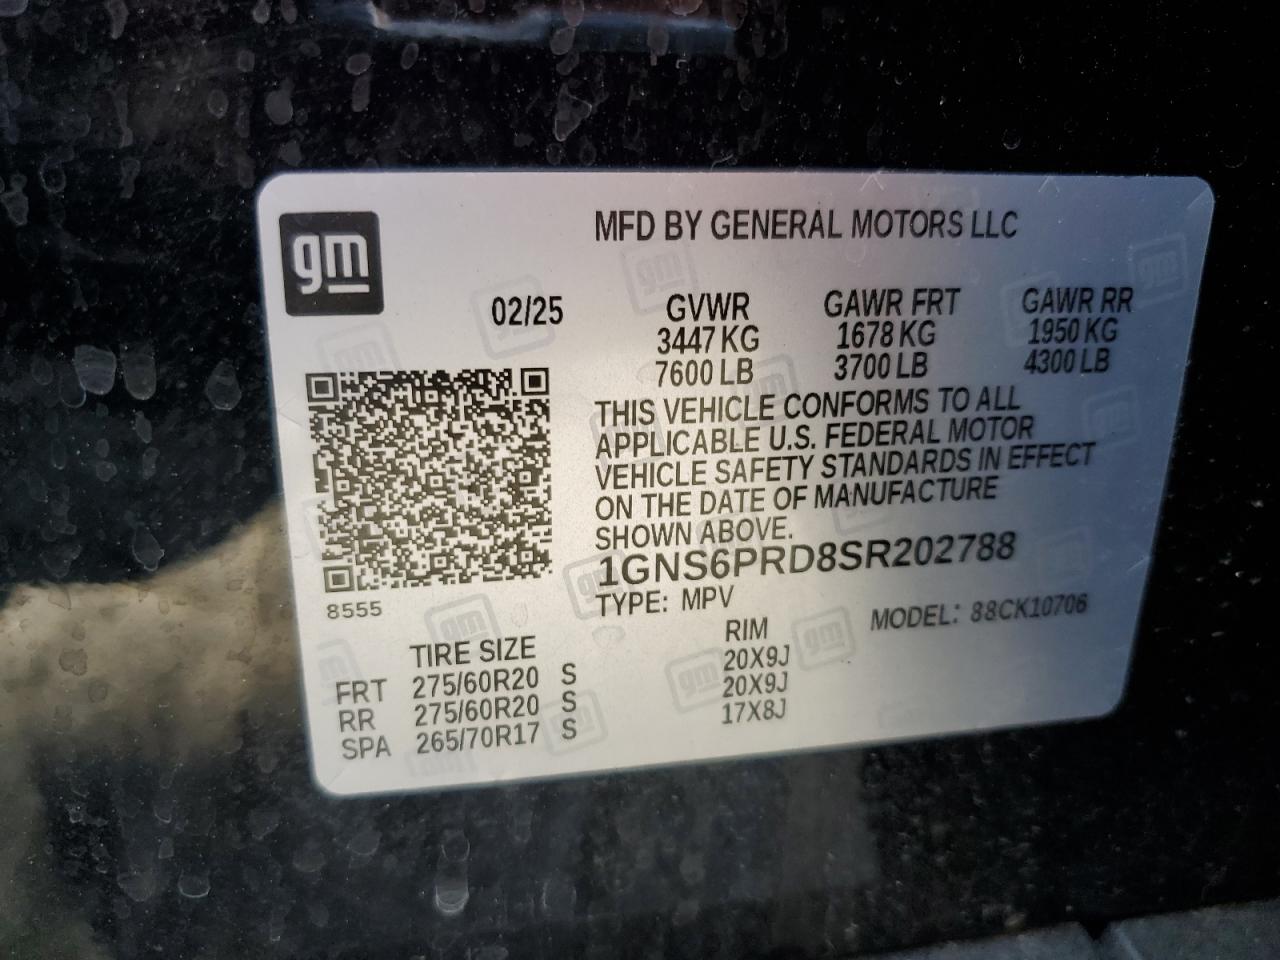 gm
MFD BY GENERAL MOTORS LLC
02/25 GVWR GAWR FRT GAWR RR
3447 KG 1678 KG 1950 KG
7600 LB 3700 LB 4300 LB
THIS VEHICLE CONFORMS TO ALL
APPLICABLE U.S. FEDERAL MOTOR
VEHICLE SAFETY STANDARDS IN EFFECT
ON THE DATE OF MANUFACTURE
SHOWN ABOVE.
1GNS6PRD8SR202788
8555
TYPE: MPV MODEL: 88CK10706
TIRE SIZE RIM
FRT 275/60R20 S 20X9J
RR 275/60R20 S 20X9J
SPA 265/70R17 S 17X8J